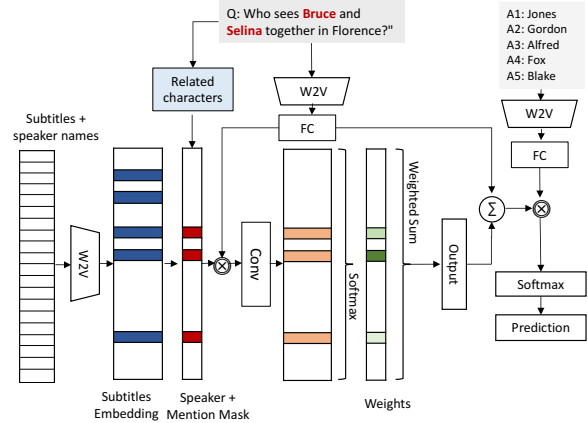 Q: Who sees Bruce and
Selina together in Florence?"
A1: Jones
A2: Gordon
A3: Alfred
A4: Fox
A5: Blake
Related
characters
W2V
W2V
Subtitles +
speaker names
FC
FC
W2V
Conv
Softmax
Weighted Sum
Output
Σ
Softmax
Prediction
Subtitles
Embedding
Speaker +
Mention Mask
Weights